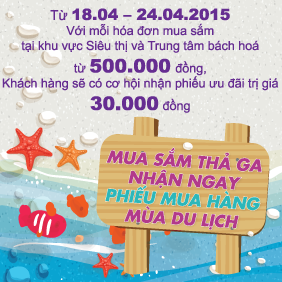 Từ 18.04 – 24.04.2015
Với mỗi hóa đơn mua sắm
tại khu vực Siêu thị và Trung tâm bách hoá
từ 500.000 đồng,
Khách hàng sẽ có cơ hội nhận phiếu ưu đãi trị giá
30.000 đồng
MUA SẮM THẢ GA
NHẬN NGAY
PHIẾU MUA HÀNG
MÙA DU LỊCH